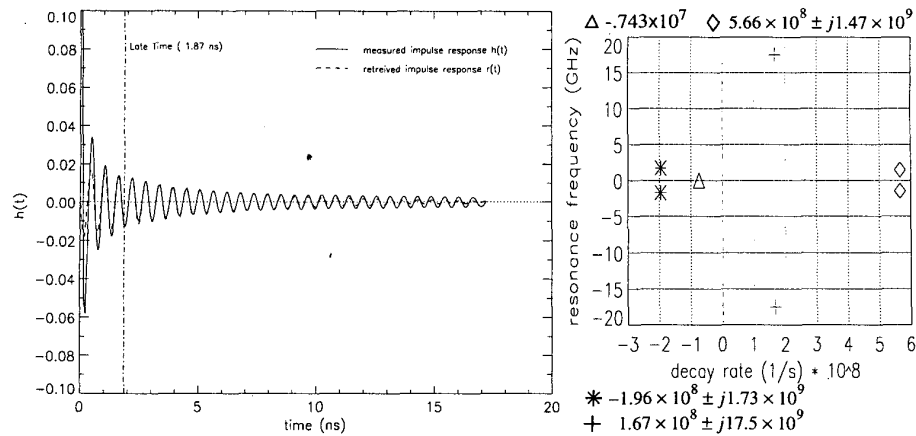 △ -.743x10⁷ ◇ 5.66 × 10⁸ ± j1.47 × 10⁹
0.10
0.08
0.06
0.04
0.02
0.00
−0.02
−0.04
−0.06
−0.08
−0.10
h(t)
Late Time ( 1.87 ns)
measured impulse response h(t)
retreived impulse response r(t)
0 5 10 15 20
time (ns)
20
15
10
5
0
−5
−10
−15
−20
resonance frequency (GHz)
−3 −2 −1 0 1 2 3 4 5 6
decay rate (1/s) * 10^8
✳ -1.96 × 10⁸ ± j1.73 × 10⁹
+ 1.67 × 10⁸ ± j17.5 × 10⁹